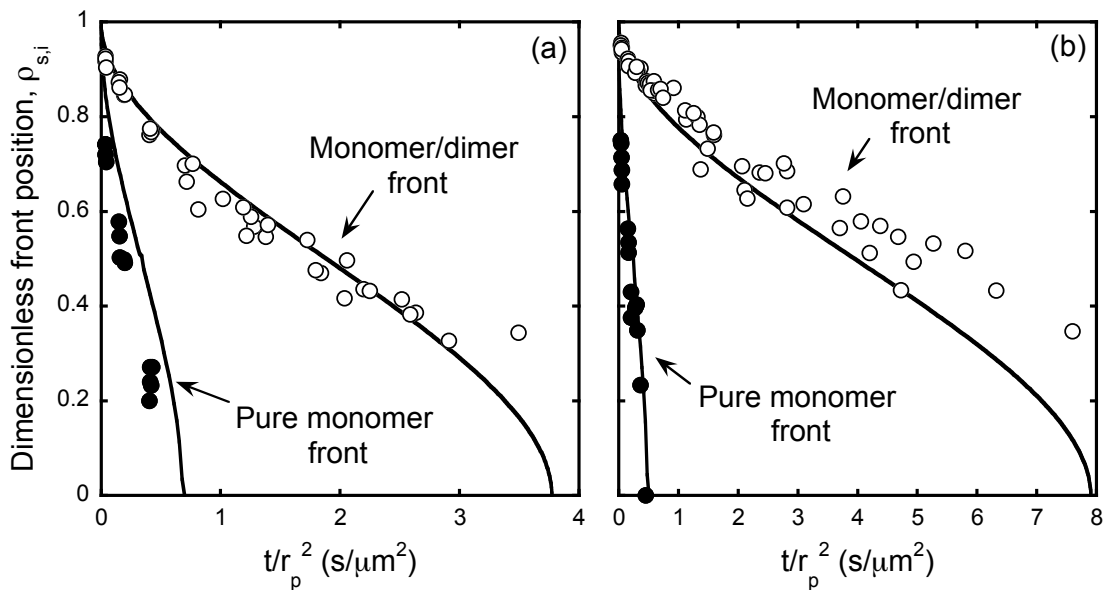 Dimensionless front position, ρs,i
1
0.8
0.6
0.4
0.2
0
(a)
Monomer/dimer
front
Pure monomer
front
0 1 2 3 4
t/rp² (s/μm²)
(b)
Monomer/dimer
front
Pure monomer
front
0 1 2 3 4 5 6 7 8
t/rp² (s/μm²)